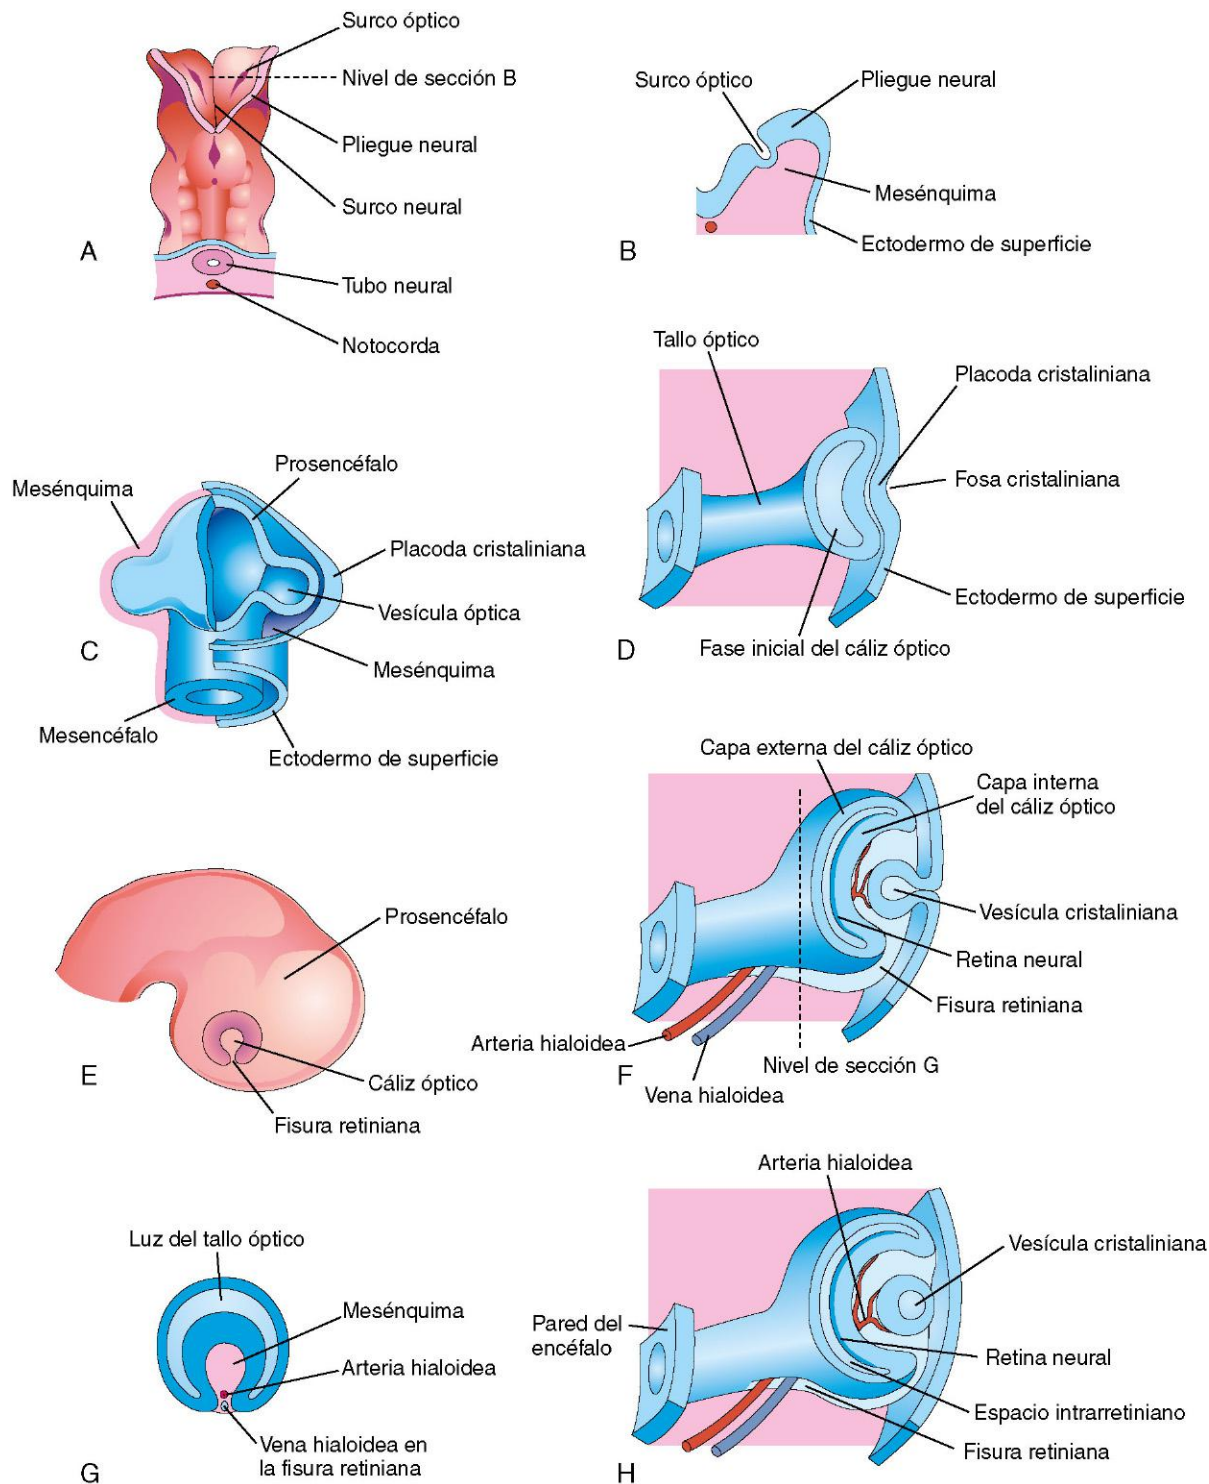 Surco óptico
Nivel de sección B
Pliegue neural
Surco neural
Tubo neural
Notocorda
A
Surco óptico
Pliegue neural
Mesénquima
Ectodermo de superficie
B
Mesénquima
Prosencéfalo
Placoda cristaliniana
Vesícula óptica
Mesénquima
Mesencéfalo
Ectodermo de superficie
C
Tallo óptico
Placoda cristaliniana
Fosa cristaliniana
Ectodermo de superficie
Fase inicial del cáliz óptico
D
Prosencéfalo
Cáliz óptico
Fisura retiniana
E
Capa externa del cáliz óptico
Capa interna
del cáliz óptico
Vesícula cristaliniana
Retina neural
Fisura retiniana
Arteria hialoidea
Nivel de sección G
Vena hialoidea
F
Luz del tallo óptico
Mesénquima
Arteria hialoidea
Vena hialoidea en
la fisura retiniana
G
Arteria hialoidea
Vesícula cristaliniana
Pared del
encéfalo
Retina neural
Espacio intrarretiniano
Fisura retiniana
H